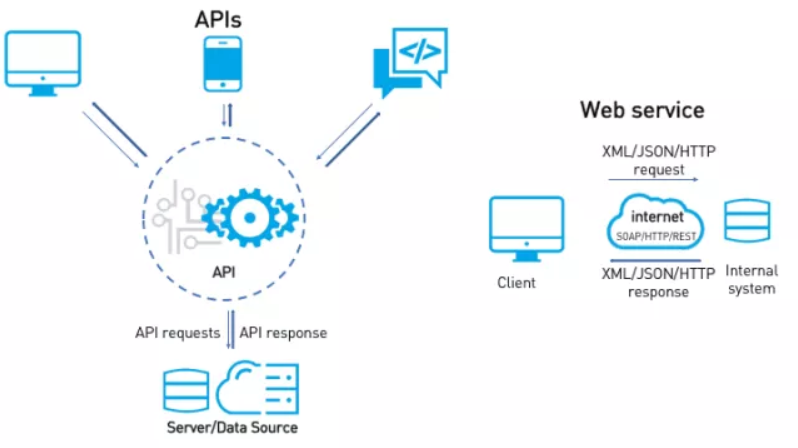 APIs
</>
API
API requests
API response
Server/Data Source
Web service
XML/JSON/HTTP
request
internet
SOAP/HTTP/REST
XML/JSON/HTTP
response
Client
Internal
system